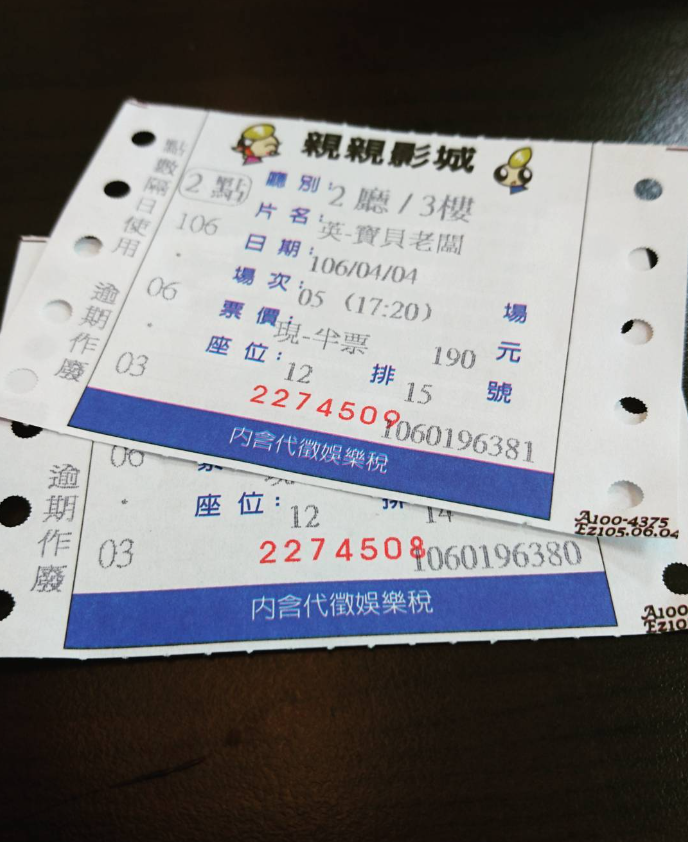 親親影城
點數隔日使用
逾期作廢
2 點
106
.
06
.
03
廳別：2 廳 / 3樓
片名：英-寶貝老闆
日期：106/04/04
場次：05（17:20） 場
票價：現-半票 190 元
座位：12 排 15 號
2274509
1060196381
內含代徵娛樂稅
A100-4375
EZ105.06.04
逾期作廢
06
.
03
座位：12 排 14
2274508
1060196380
內含代徵娛樂稅
A100
EZ10